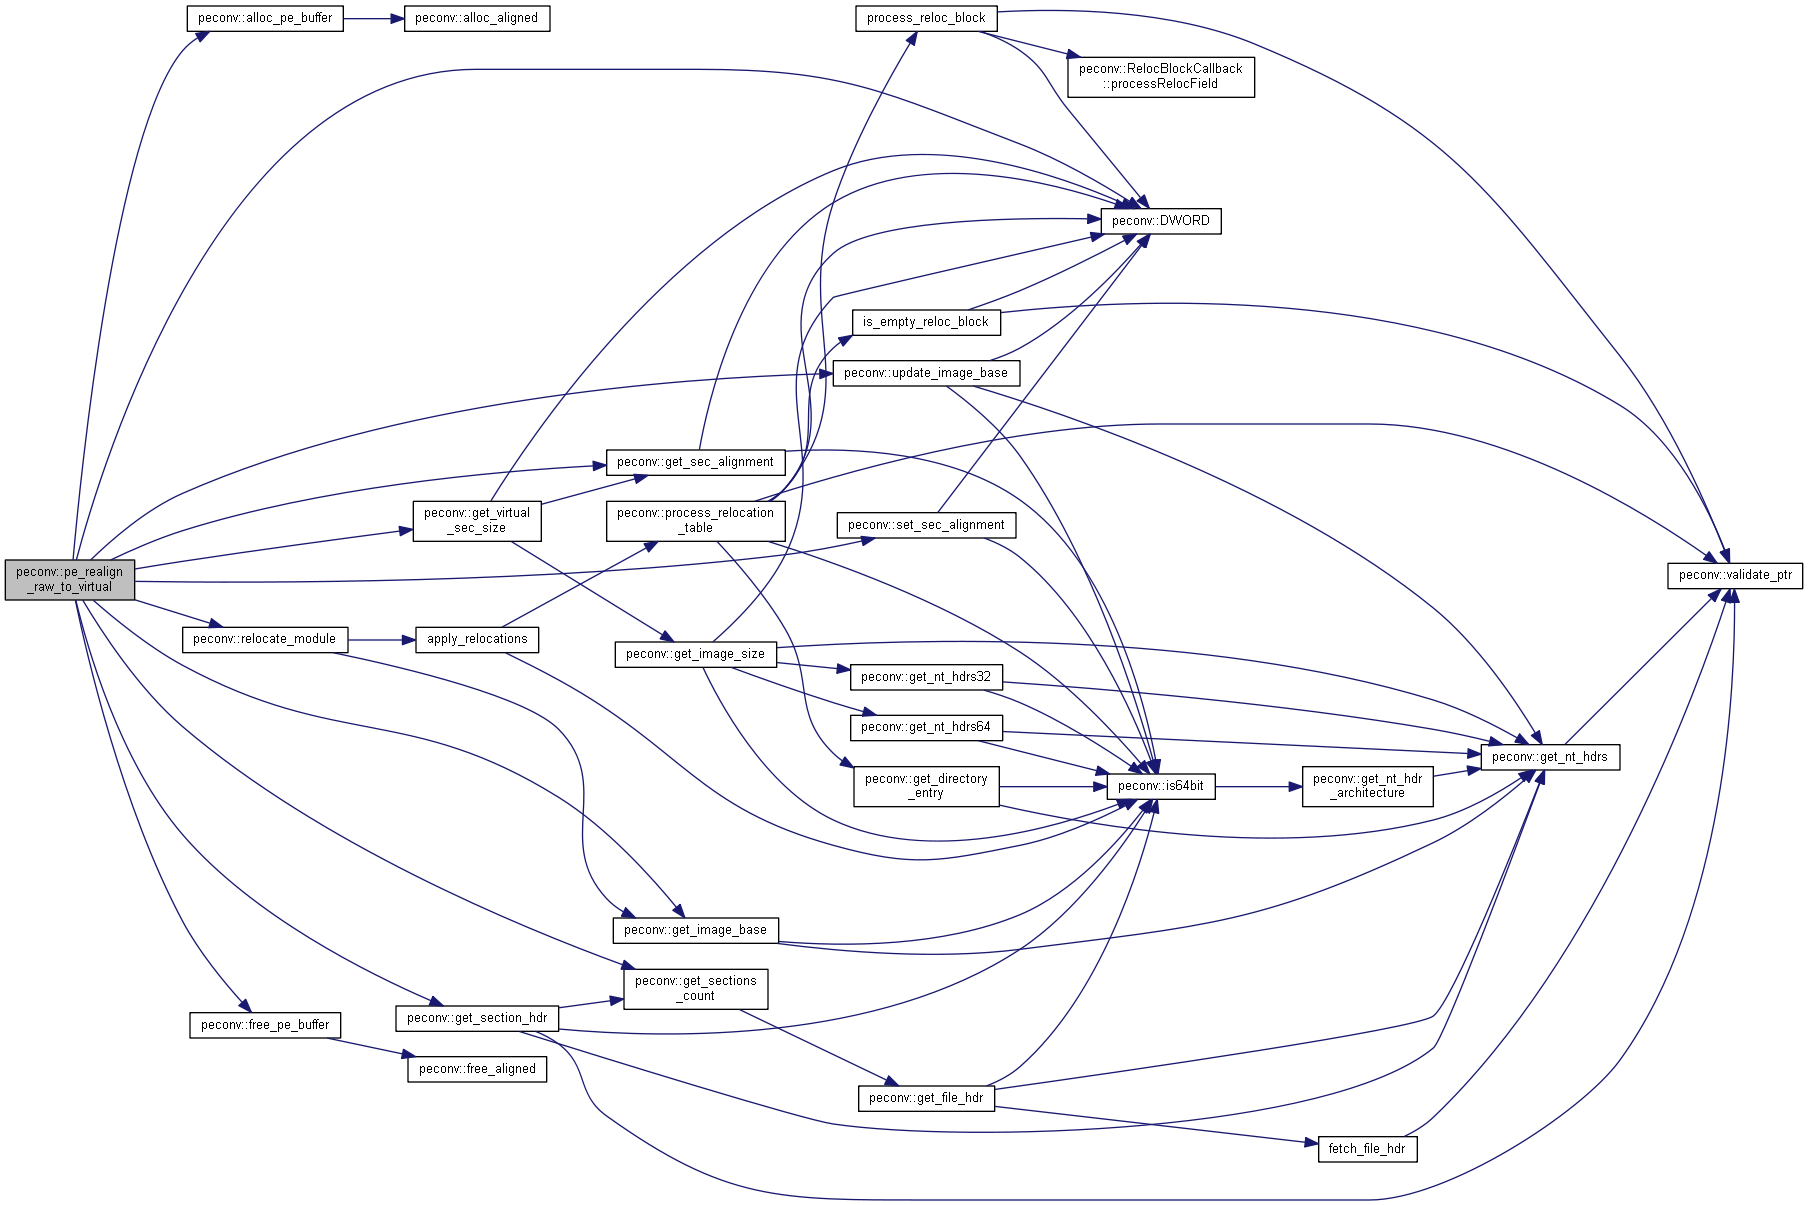 peconv::alloc_pe_buffer
peconv::alloc_aligned
process_reloc_block
peconv::RelocBlockCallback
::processRelocField
peconv::DWORD
is_empty_reloc_block
peconv::update_image_base
peconv::get_sec_alignment
peconv::get_virtual
_sec_size
peconv::process_relocation
_table
peconv::set_sec_alignment
peconv::pe_realign
_raw_to_virtual
peconv::validate_ptr
peconv::relocate_module
apply_relocations
peconv::get_image_size
peconv::get_nt_hdrs32
peconv::get_nt_hdrs64
peconv::get_directory
_entry
peconv::is64bit
peconv::get_nt_hdr
_architecture
peconv::get_nt_hdrs
peconv::get_image_base
peconv::get_sections
_count
peconv::get_section_hdr
peconv::free_pe_buffer
peconv::free_aligned
peconv::get_file_hdr
fetch_file_hdr